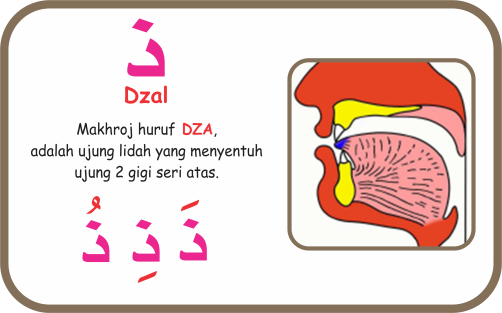 ذ
Dzal
Makhroj huruf DZA,
adalah ujung lidah yang menyentuh
ujung 2 gigi seri atas.
ذَ ذِ ذُ